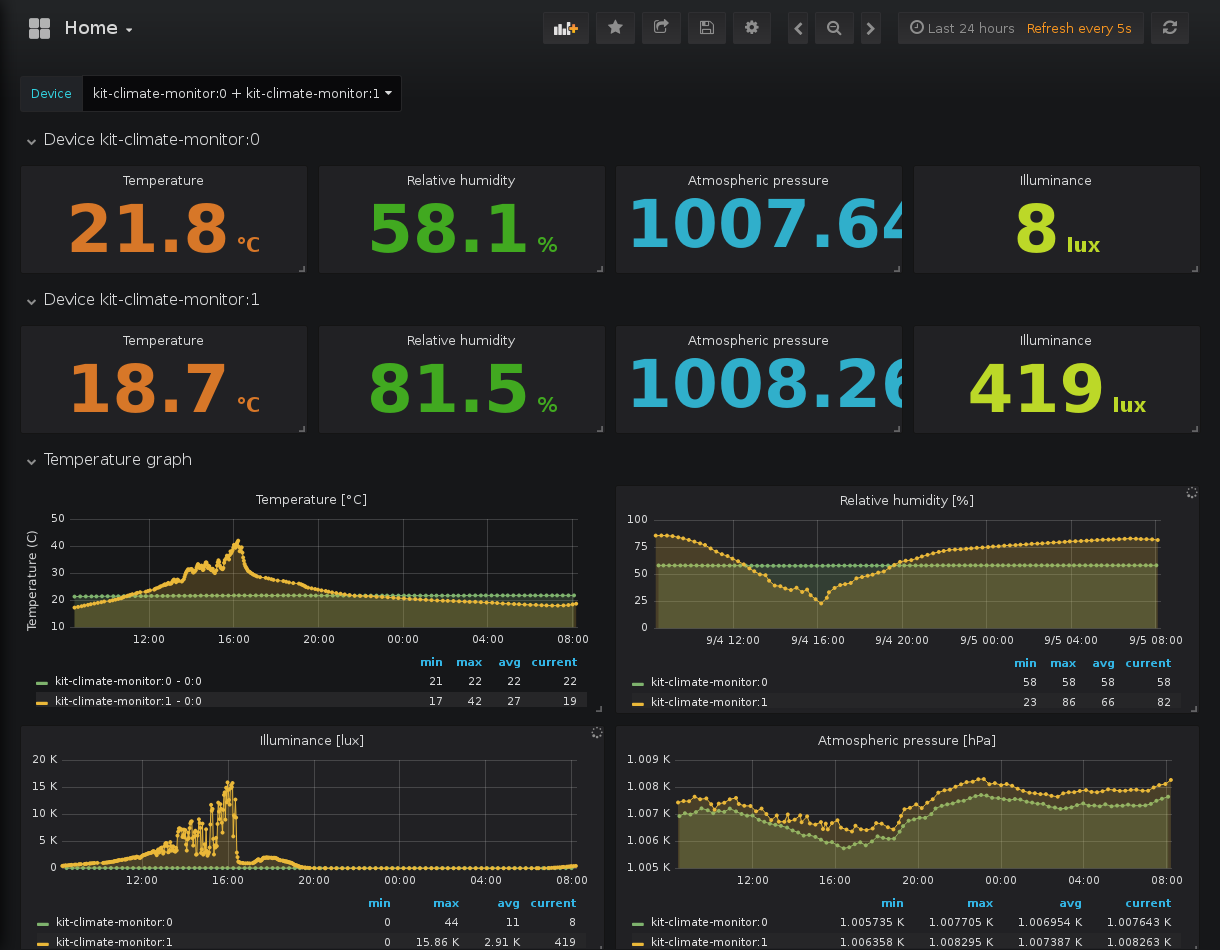 Home
Last 24 hours Refresh every 5s
Device kit-climate-monitor:0 + kit-climate-monitor:1
Device kit-climate-monitor:0
Temperature Relative humidity Atmospheric pressure Illuminance
21.8 °C 58.1 % 1007.64 8 lux
Device kit-climate-monitor:1
Temperature Relative humidity Atmospheric pressure Illuminance
18.7 °C 81.5 % 1008.26 419 lux
Temperature graph
Temperature [°C]
Temperature (C)
50
40
30
20
10
12:00 16:00 20:00 00:00 04:00 08:00
min max avg current
kit-climate-monitor:0 - 0:0 21 22 22 22
kit-climate-monitor:1 - 0:0 17 42 27 19
Relative humidity [%]
100
75
50
25
0
9/4 12:00 9/4 16:00 9/4 20:00 9/5 00:00 9/5 04:00 9/5 08:00
min max avg current
kit-climate-monitor:0 58 58 58 58
kit-climate-monitor:1 23 86 66 82
Illuminance [lux]
20 K
15 K
10 K
5 K
0
12:00 16:00 20:00 00:00 04:00 08:00
min max avg current
kit-climate-monitor:0 0 44 11 8
kit-climate-monitor:1 0 15.86 K 2.91 K 419
Atmospheric pressure [hPa]
1.009 K
1.008 K
1.007 K
1.006 K
1.005 K
12:00 16:00 20:00 00:00 04:00 08:00
min max avg current
kit-climate-monitor:0 1.005735 K 1.007705 K 1.006954 K 1.007643 K
kit-climate-monitor:1 1.006358 K 1.008295 K 1.007387 K 1.008263 K